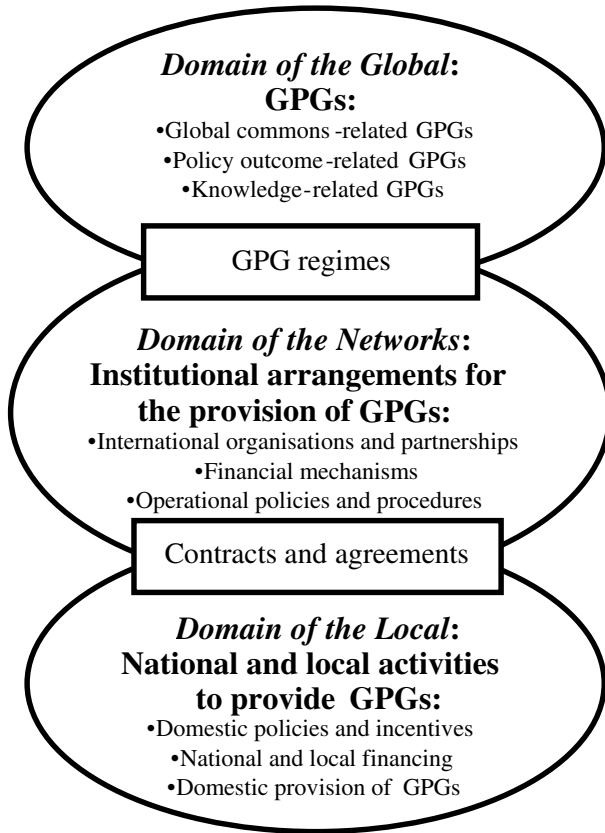 Domain of the Global:
GPGs:
•Global commons-related GPGs
•Policy outcome-related GPGs
•Knowledge-related GPGs
GPG regimes
Domain of the Networks:
Institutional arrangements for
the provision of GPGs:
•International organisations and partnerships
•Financial mechanisms
•Operational policies and procedures
Contracts and agreements
Domain of the Local:
National and local activities
to provide GPGs:
•Domestic policies and incentives
•National and local financing
•Domestic provision of GPGs